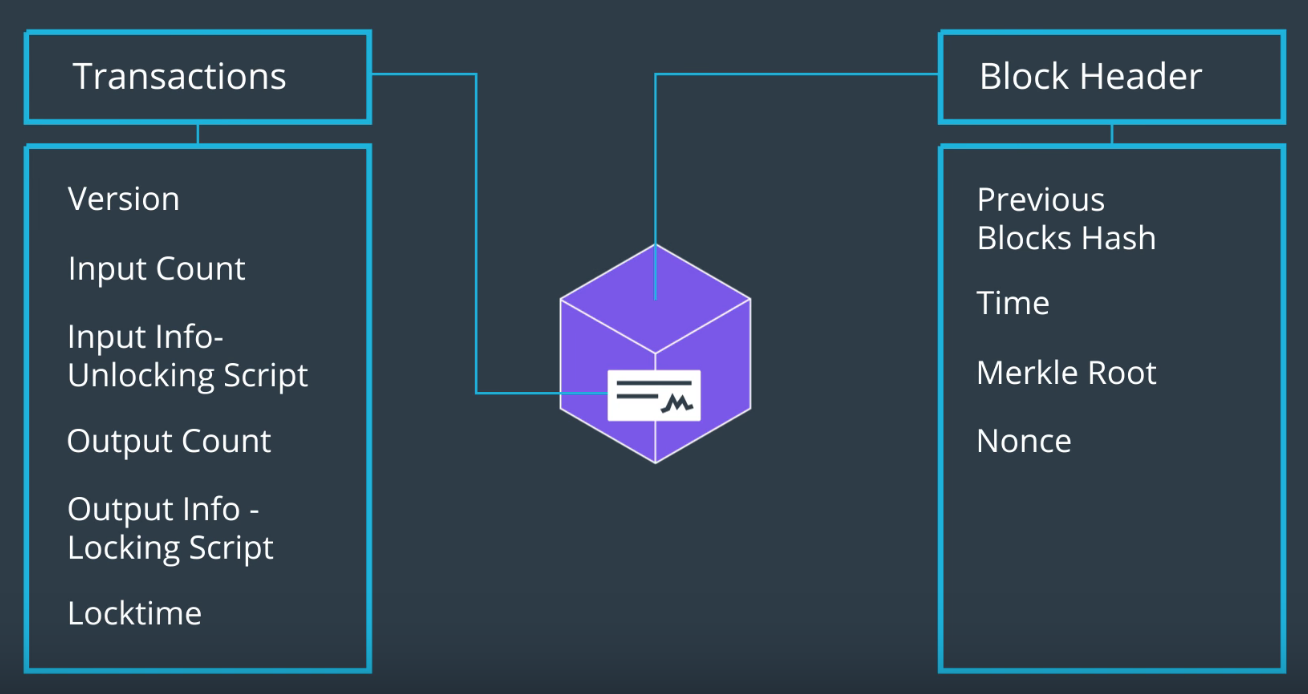 Transactions
Version
Input Count
Input Info-
Unlocking Script
Output Count
Output Info -
Locking Script
Locktime
Block Header
Previous
Blocks Hash
Time
Merkle Root
Nonce